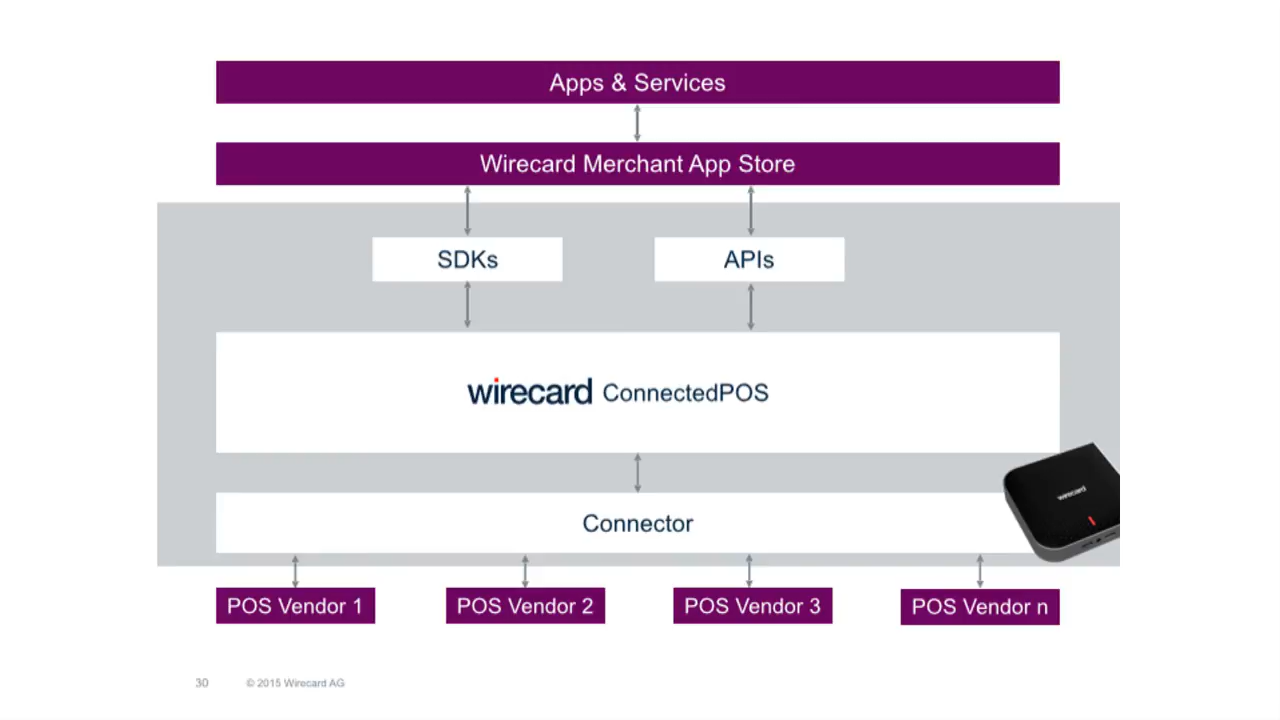 Apps & Services
Wirecard Merchant App Store
SDKs
APIs
wirecard ConnectedPOS
wirecard
Connector
POS Vendor 1
POS Vendor 2
POS Vendor 3
POS Vendor n
30
© 2015 Wirecard AG